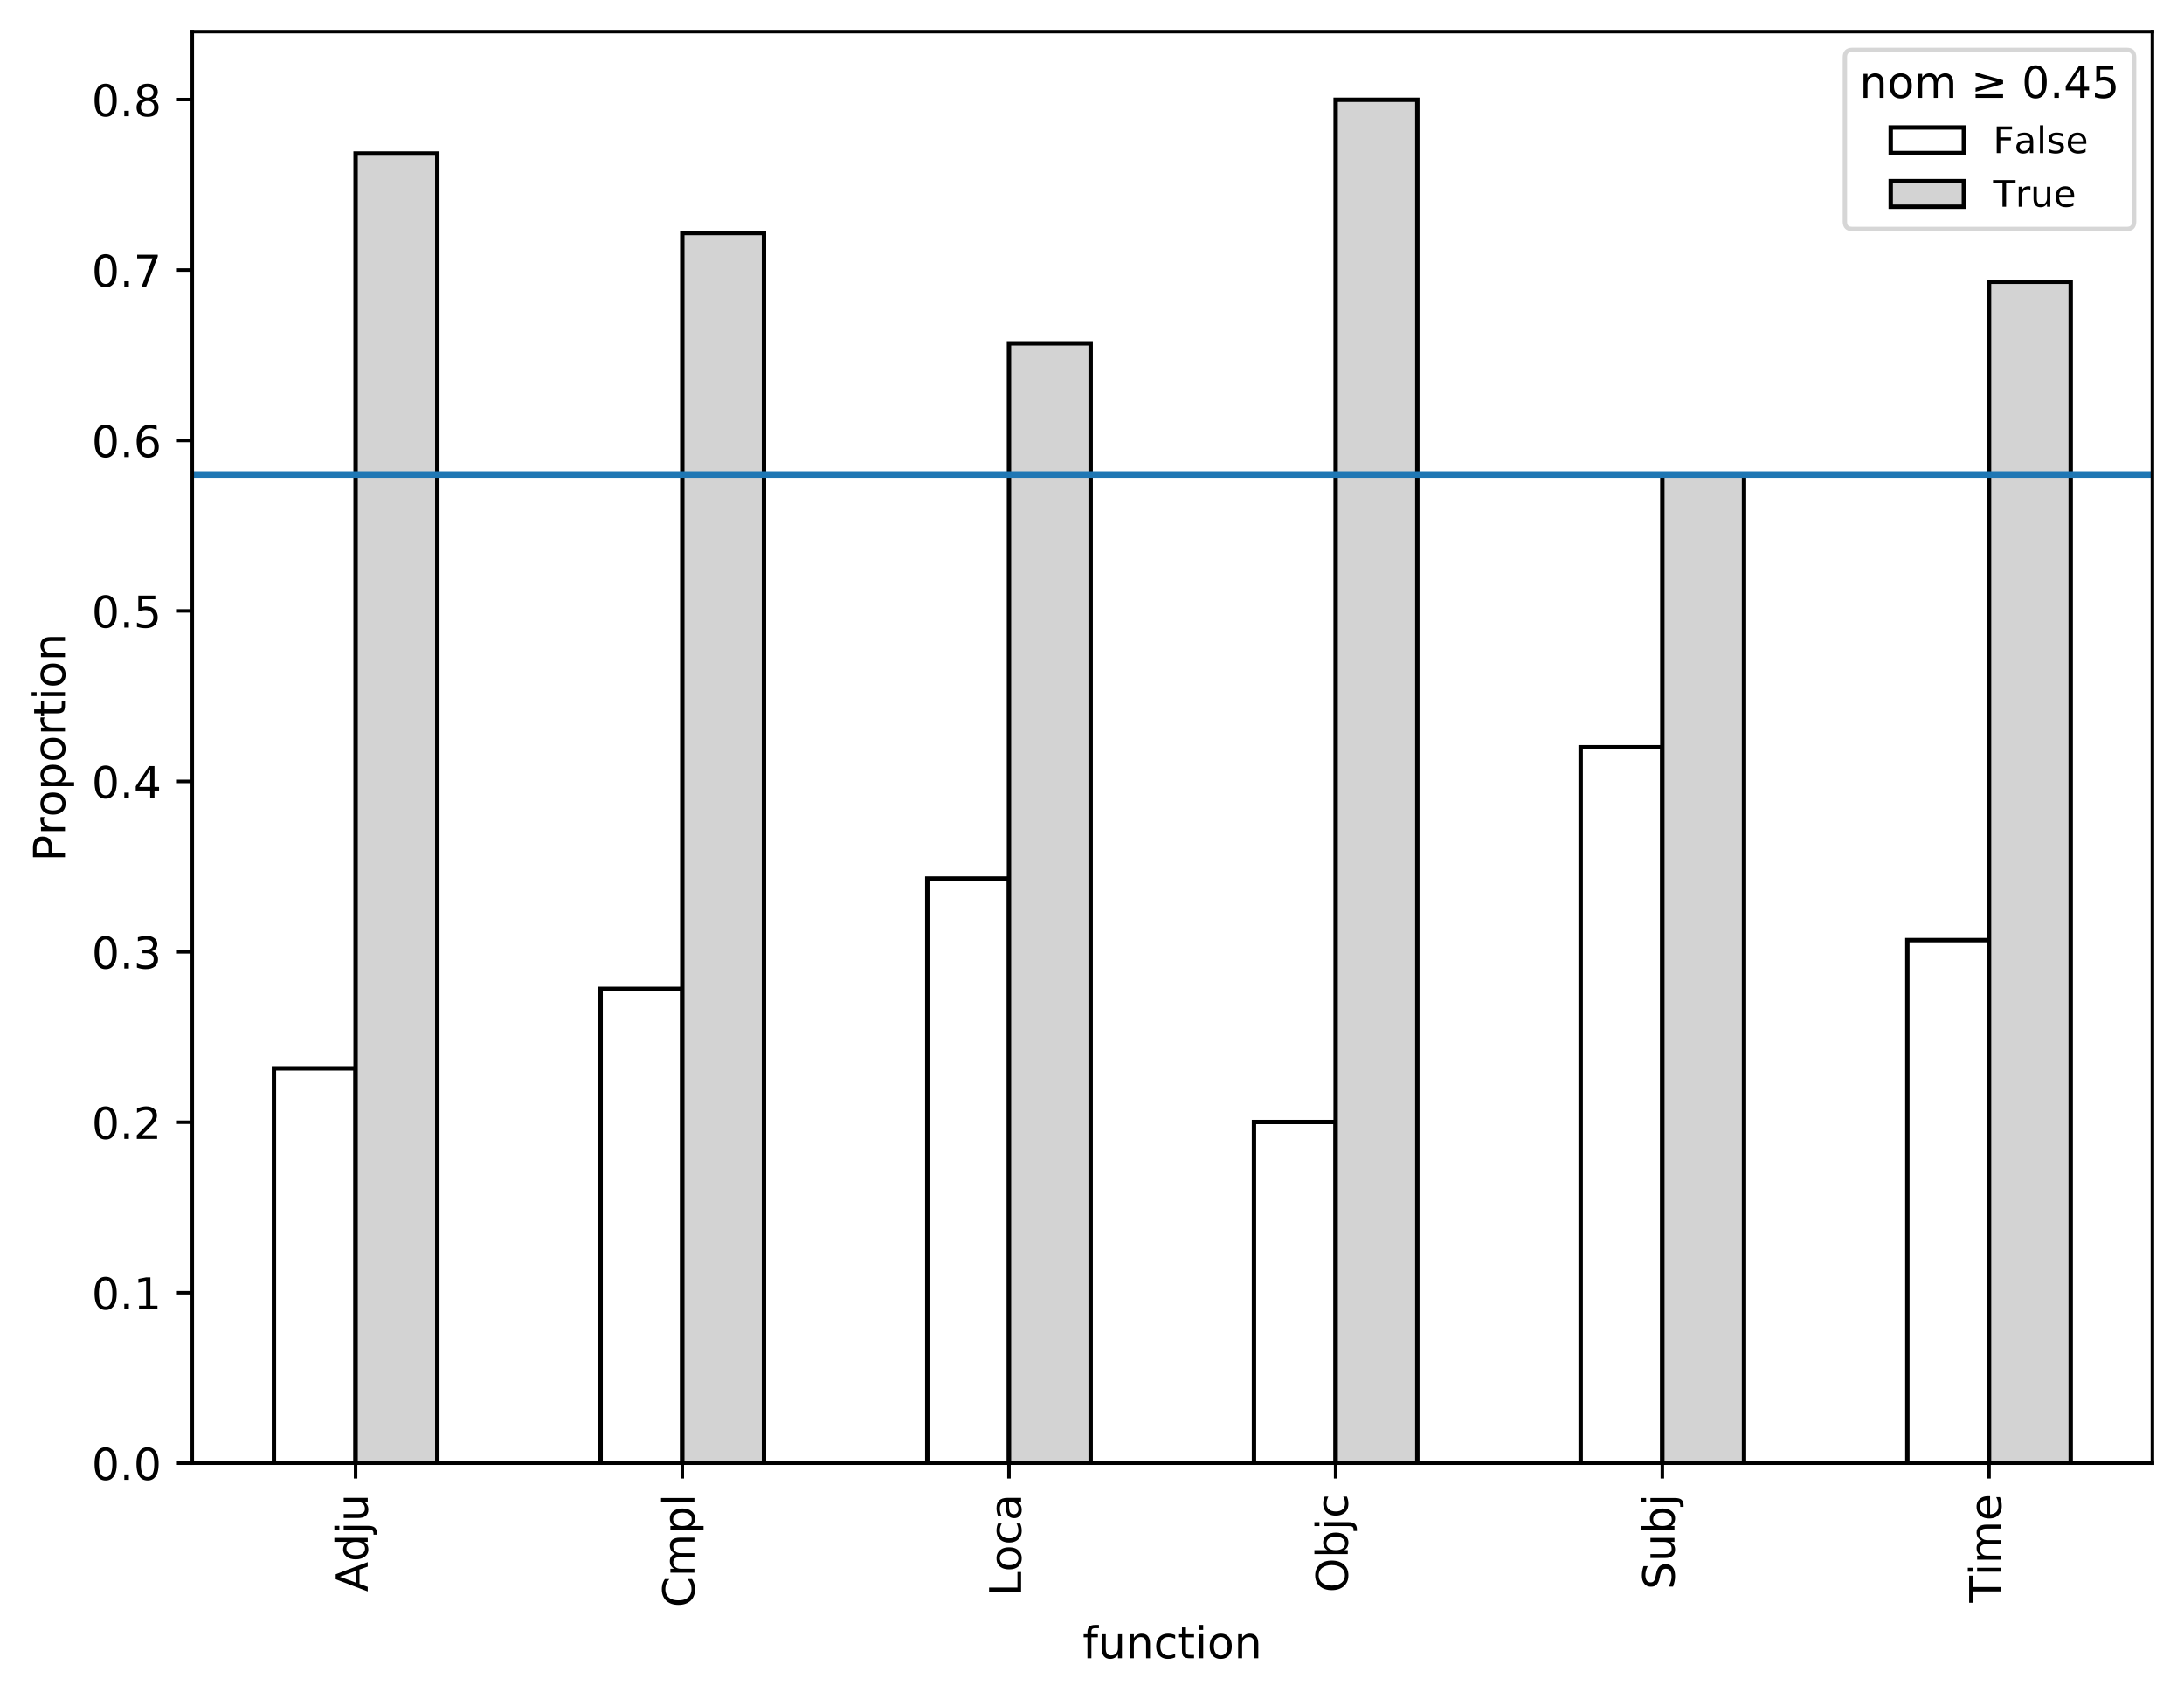 nom ≥ 0.45
False
True
0.8
0.7
0.6
0.5
0.4
0.3
0.2
0.1
0.0
Proportion
Adju
Cmpl
Loca
Objc
Subj
Time
function